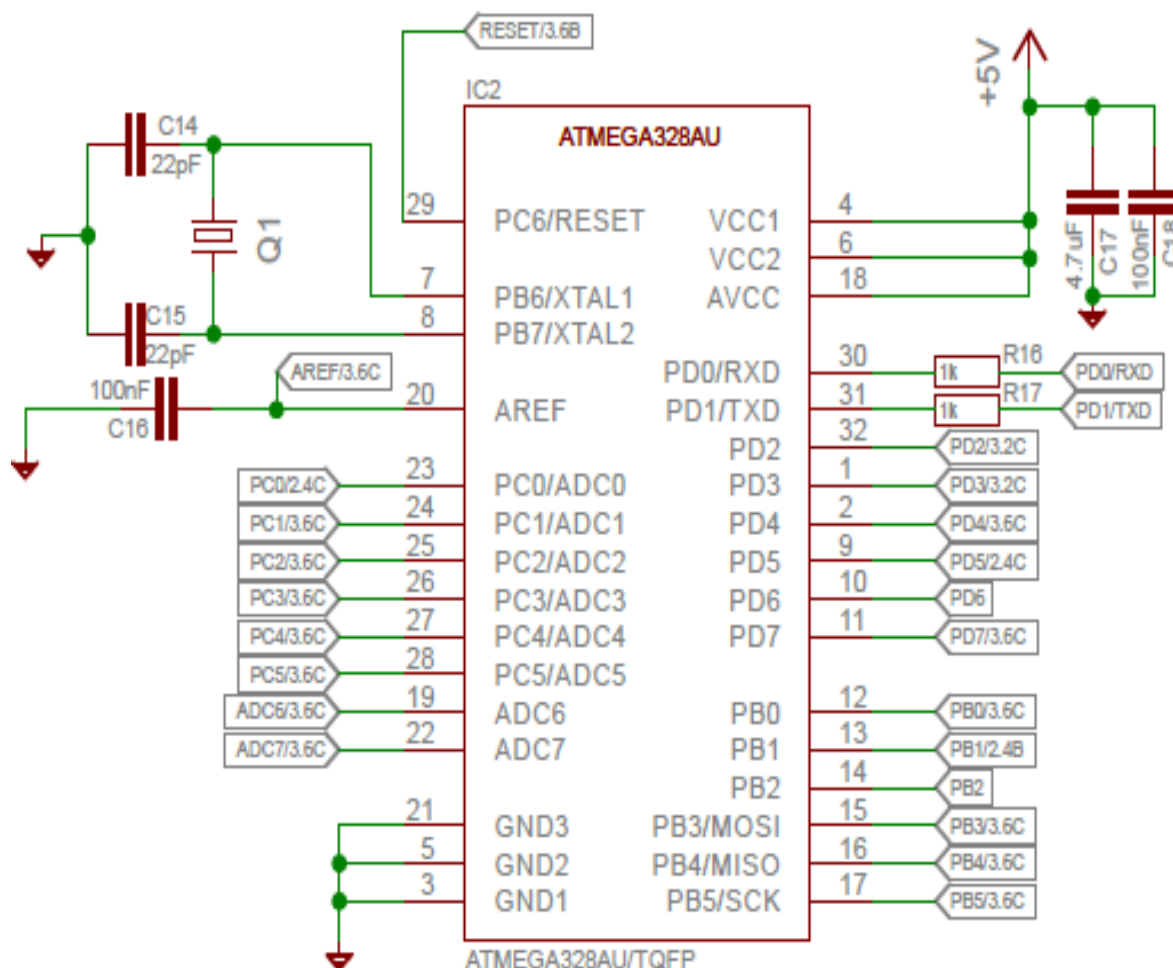 RESET/3.6B
IC2
ATMEGA328AU
+5V
C14
22pF
Q1
C15
22pF
29 PC6/RESET
7 PB6/XTAL1
8 PB7/XTAL2
AREF/3.6C
100nF
C16
20 AREF
PC0/2.4C 23 PC0/ADC0
PC1/3.6C 24 PC1/ADC1
PC2/3.6C 25 PC2/ADC2
PC3/3.6C 26 PC3/ADC3
PC4/3.6C 27 PC4/ADC4
PC5/3.6C 28 PC5/ADC5
ADC6/3.6C 19 ADC6
ADC7/3.6C 22 ADC7
21 GND3
5 GND2
3 GND1
VCC1 4
VCC2 6
AVCC 18
4.7uF
C17
100nF
C18
PD0/RXD 30 1k R16 PD0/RXD
PD1/TXD 31 1k R17 PD1/TXD
PD2 32 PD2/3.2C
PD3 1 PD3/3.2C
PD4 2 PD4/3.6C
PD5 9 PD5/2.4C
PD6 10 PD6
PD7 11 PD7/3.6C
PB0 12 PB0/3.6C
PB1 13 PB1/2.4B
PB2 14 PB2
PB3/MOSI 15 PB3/3.6C
PB4/MISO 16 PB4/3.6C
PB5/SCK 17 PB5/3.6C
ATMEGA328AU/TQFP